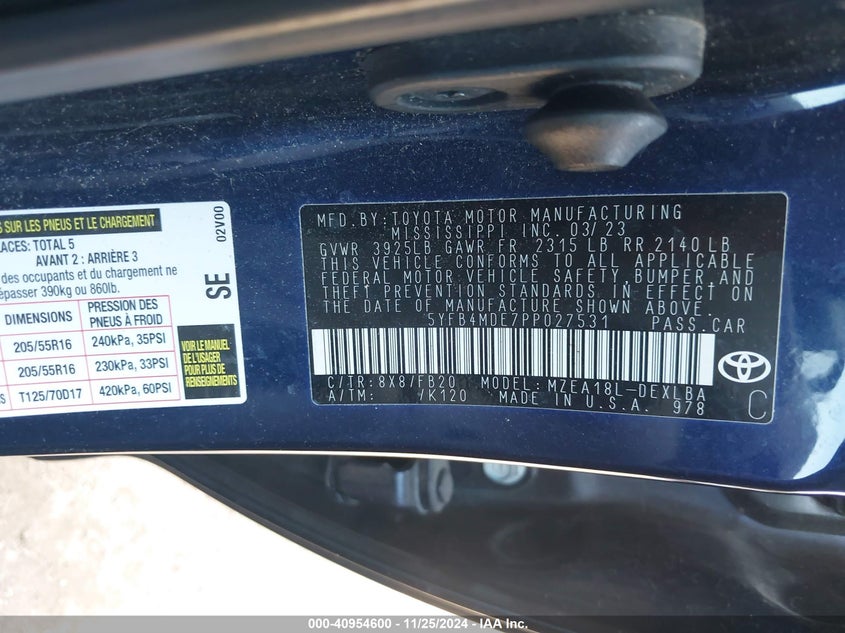 SUR LES PNEUS ET LE CHARGEMENT
TOTAL 5
AVANT 2 : ARRIÈRE 3
des occupants et du chargement ne
390kg ou 860lb.
DIMENSIONS
PRESSION DES
PNEUS À FROID
205/55R16
240kPa, 35PSI
205/55R16
230kPa, 33PSI
T125/70D17
420kPa, 60PSI
VOIR LE MANUEL
DE L'USAGER
POUR PLUS DE
RENSEIGNEMENTS
SE
02V00
MFD.BY:TOYOTA MOTOR MANUFACTURING
MISSISSIPPI INC. 03/23
GVWR 3925LB GAWR FR 2315 LB RR 2140 LB
THIS VEHICLE CONFORMS TO ALL APPLICABLE
FEDERAL MOTOR VEHICLE SAFETY, BUMPER, AND
THEFT PREVENTION STANDARDS IN EFFECT ON
THE DATE OF MANUFACTURE SHOWN ABOVE.
5YFB4MDE7PP027531 PASS.CAR
C/TR: 8X8/FB20 MODEL: MZEA18L-DEXLBA
A/TM: /K120 MADE IN U.S.A. 978
C
000-40954600 - 11/25/2024 - IAAI.COM